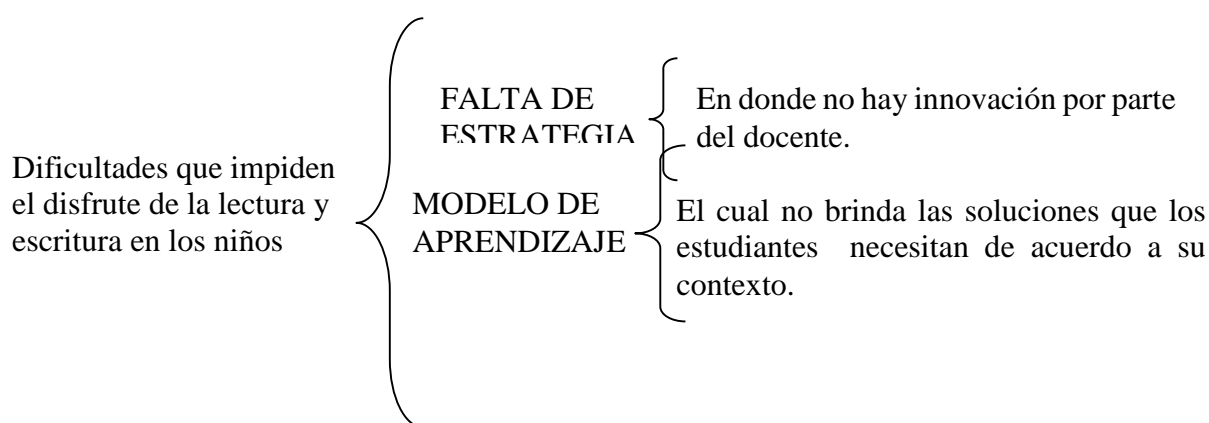 Dificultades que impiden
el disfrute de la lectura y
escritura en los niños
FALTA DE
ESTRATEGIA
En donde no hay innovación por parte
del docente.
MODELO DE
APRENDIZAJE
El cual no brinda las soluciones que los
estudiantes necesitan de acuerdo a su
contexto.